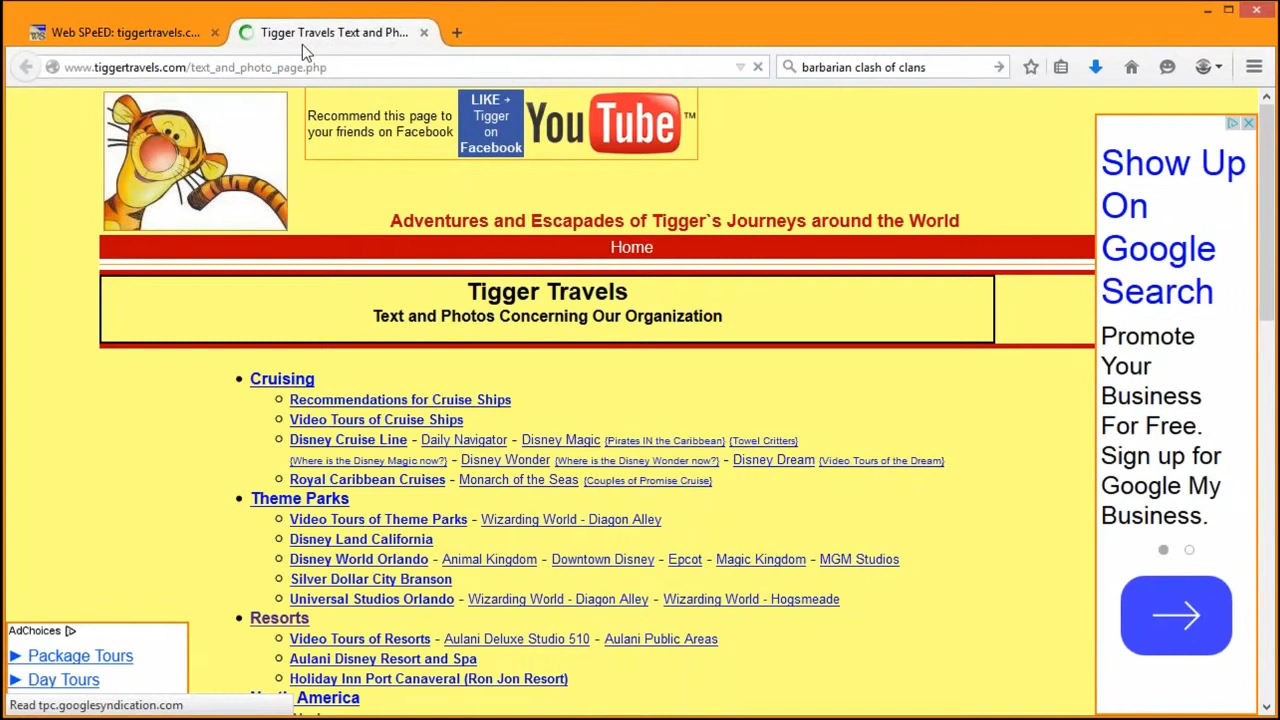 Web SPeED: tiggertravels.c...
Tigger Travels Text and Ph...
www.tiggertravels.com/text_and_photo_page.php
barbarian clash of clans
Recommend this page to
your friends on Facebook
LIKE +
Tigger
on
Facebook
YouTube™
Adventures and Escapades of Tigger`s Journeys around the World
Home
Tigger Travels
Text and Photos Concerning Our Organization
Cruising
Recommendations for Cruise Ships
Video Tours of Cruise Ships
Disney Cruise Line - Daily Navigator - Disney Magic {Pirates IN the Caribbean} {Towel Critters}
{Where is the Disney Magic now?} - Disney Wonder {Where is the Disney Wonder now?} - Disney Dream {Video Tours of the Dream}
Royal Caribbean Cruises - Monarch of the Seas {Couples of Promise Cruise}
Theme Parks
Video Tours of Theme Parks - Wizarding World - Diagon Alley
Disney Land California
Disney World Orlando - Animal Kingdom - Downtown Disney - Epcot - Magic Kingdom - MGM Studios
Silver Dollar City Branson
Universal Studios Orlando - Wizarding World - Diagon Alley - Wizarding World - Hogsmeade
Resorts
Video Tours of Resorts - Aulani Deluxe Studio 510 - Aulani Public Areas
Aulani Disney Resort and Spa
Holiday Inn Port Canaveral (Ron Jon Resort)
America
Show Up
On
Google
Search
Promote
Your
Business
For Free.
Sign up for
Google My
Business.
AdChoices
Package Tours
Day Tours
Read tpc.googlesyndication.com